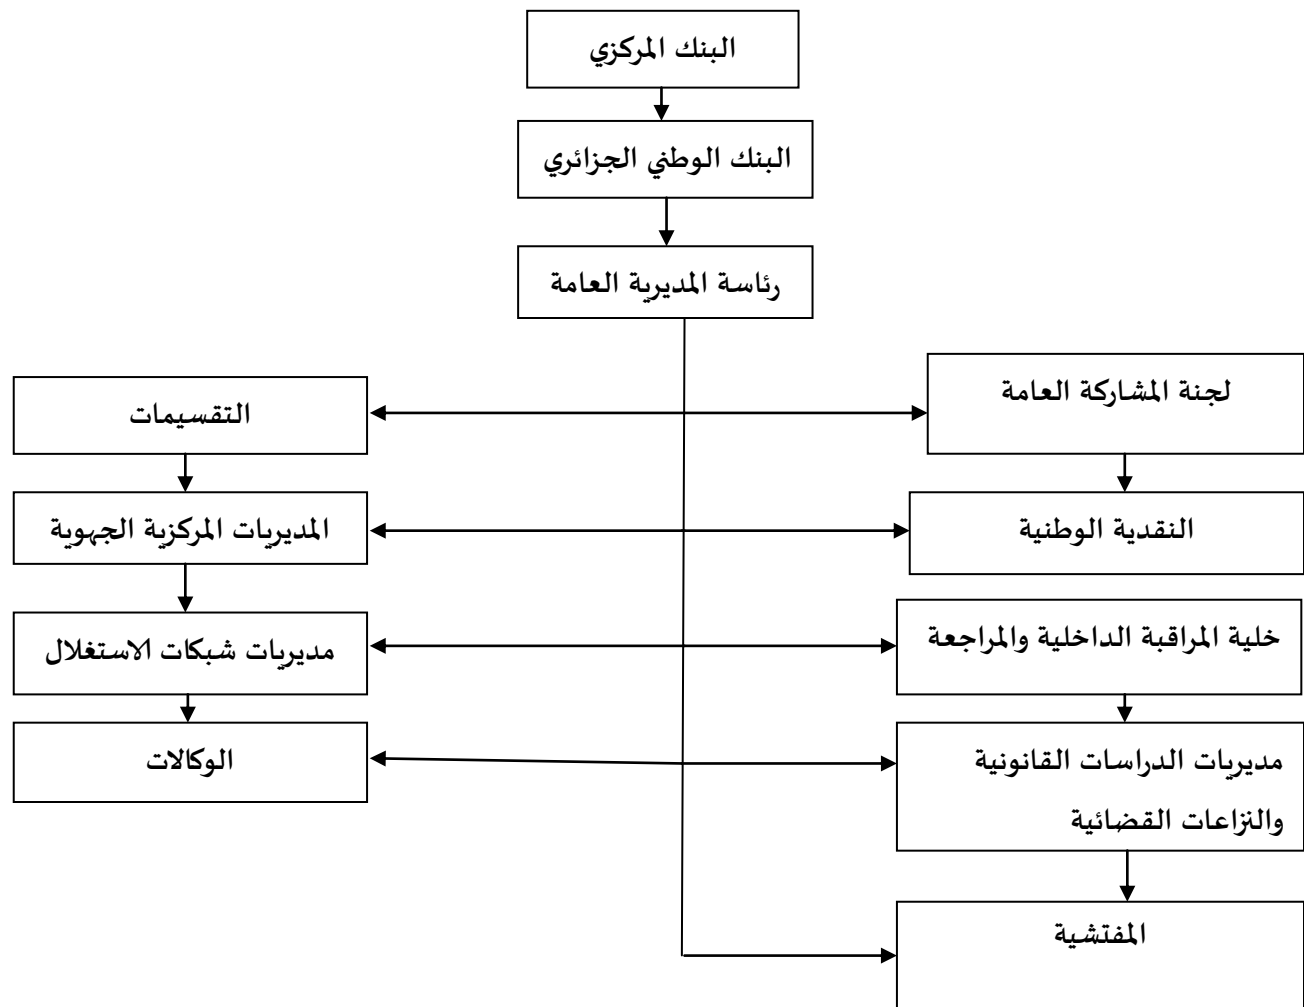 البنك المركزي
البنك الوطني الجزائري
رئاسة المديرية العامة
لجنة المشاركة العامة
التقسيمات
النقدية الوطنية
المديريات المركزية الجهوية
خلية المراقبة الداخلية والمراجعة
مديريات شبكات الاستغلال
مديريات الدراسات القانونية
والنزاعات القضائية
الوكالات
المفتشية